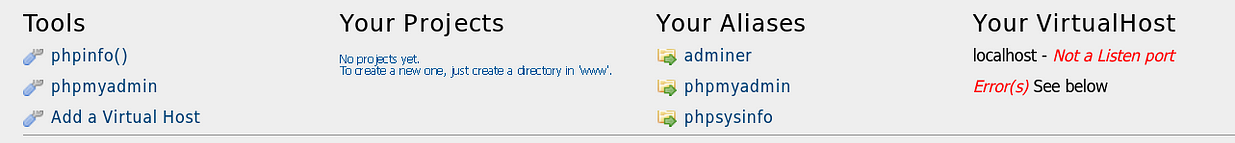 Tools
phpinfo()
phpmyadmin
Add a Virtual Host
Your Projects
No projects yet.
To create a new one, just create a directory in 'www'.
Your Aliases
adminer
phpmyadmin
phpsysinfo
Your VirtualHost
localhost - Not a Listen port
Error(s) See below